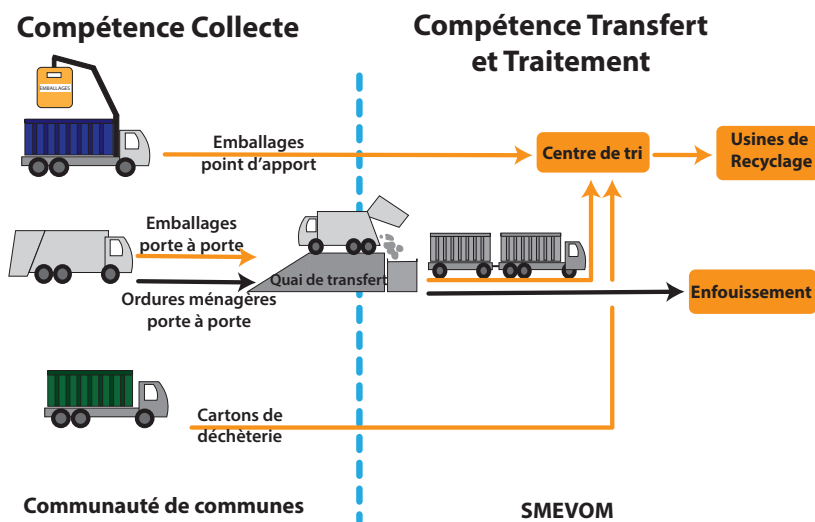 Compétence Collecte
Compétence Transfert
et Traitement
EMBALLAGES
Emballages
point d'apport
Centre de tri
Usines de
Recyclage
Emballages
porte à porte
Quai de transfert
Ordures ménagères
porte à porte
Enfouissement
Cartons de
déchèterie
Communauté de communes
SMEVOM